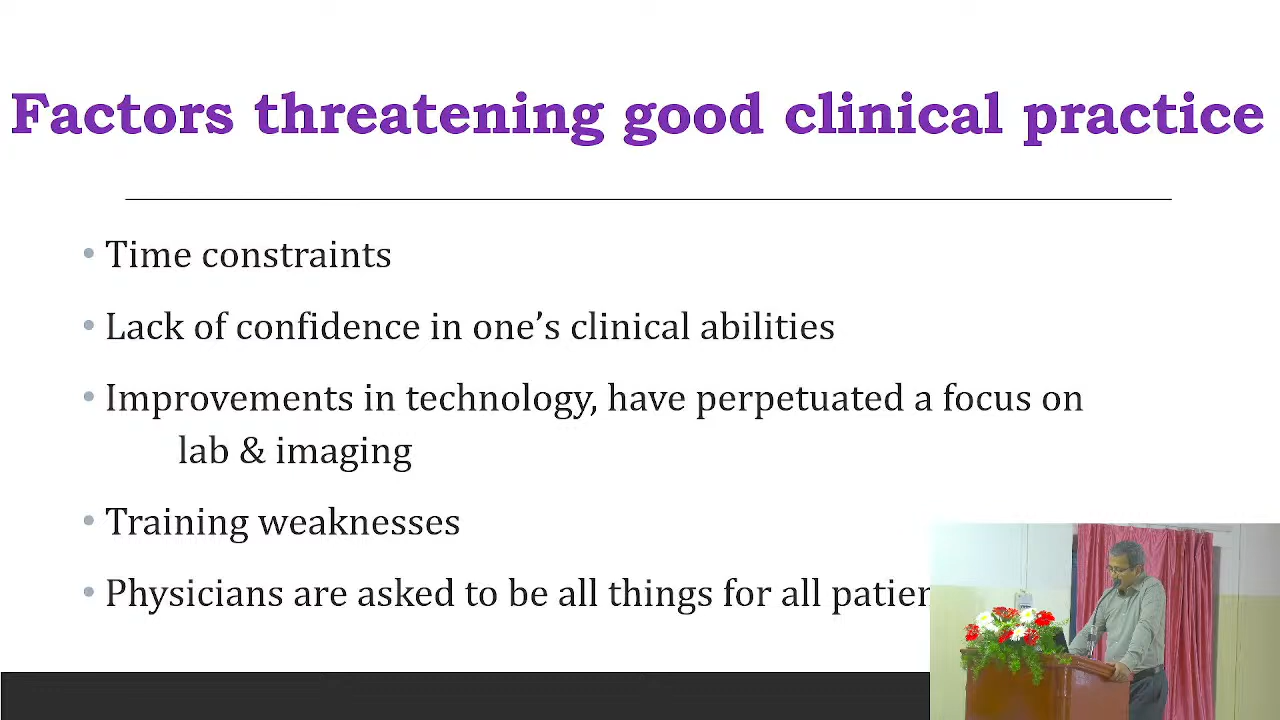 Factors threatening good clinical practice
• Time constraints
• Lack of confidence in one’s clinical abilities
• Improvements in technology, have perpetuated a focus on
lab & imaging
• Training weaknesses
• Physicians are asked to be all things for all